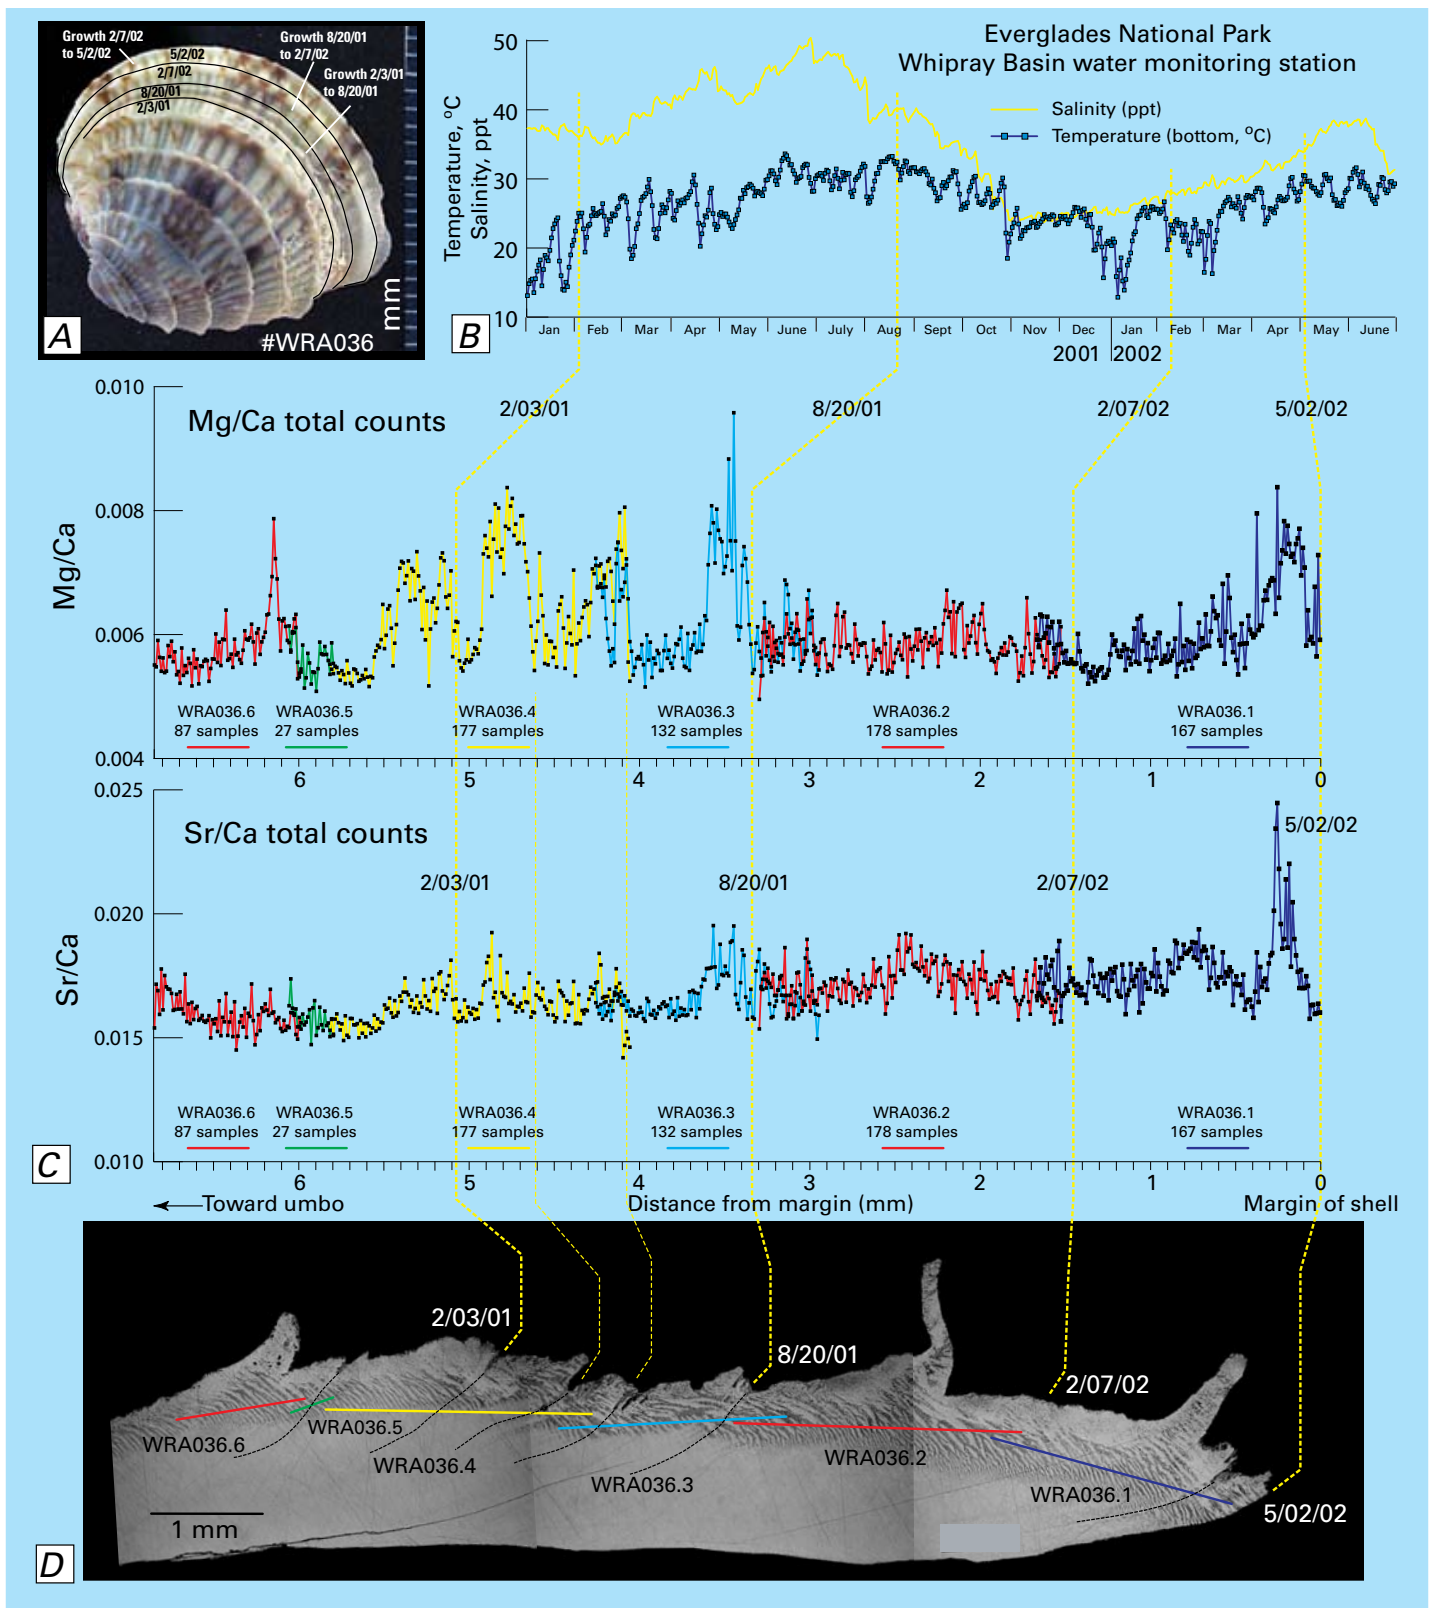 Growth 2/7/02
to 5/2/02
Growth 8/20/01
to 2/7/02
Growth 2/3/01
to 8/20/01
5/2/02
2/7/02
8/20/01
2/3/01
mm
A
#WRA036
Everglades National Park
Whipray Basin water monitoring station
Salinity (ppt)
Temperature (bottom, °C)
Temperature, °C
Salinity, ppt
50
40
30
20
10
B
Jan Feb Mar Apr May June July Aug Sept Oct Nov Dec Jan Feb Mar Apr May June
2001 2002
Mg/Ca total counts
2/03/01 8/20/01 2/07/02 5/02/02
Mg/Ca
0.010
0.008
0.006
0.004
WRA036.6
87 samples
WRA036.5
27 samples
WRA036.4
177 samples
WRA036.3
132 samples
WRA036.2
178 samples
WRA036.1
167 samples
6 5 4 3 2 1 0
Sr/Ca total counts
5/02/02
2/03/01 8/20/01 2/07/02
Sr/Ca
0.025
0.020
0.015
0.010
WRA036.6
87 samples
WRA036.5
27 samples
WRA036.4
177 samples
WRA036.3
132 samples
WRA036.2
178 samples
WRA036.1
167 samples
C
6 5 4 3 2 1 0
Toward umbo Distance from margin (mm) Margin of shell
2/03/01
8/20/01
2/07/02
5/02/02
WRA036.6
WRA036.5
WRA036.4
WRA036.3
WRA036.2
WRA036.1
1 mm
D